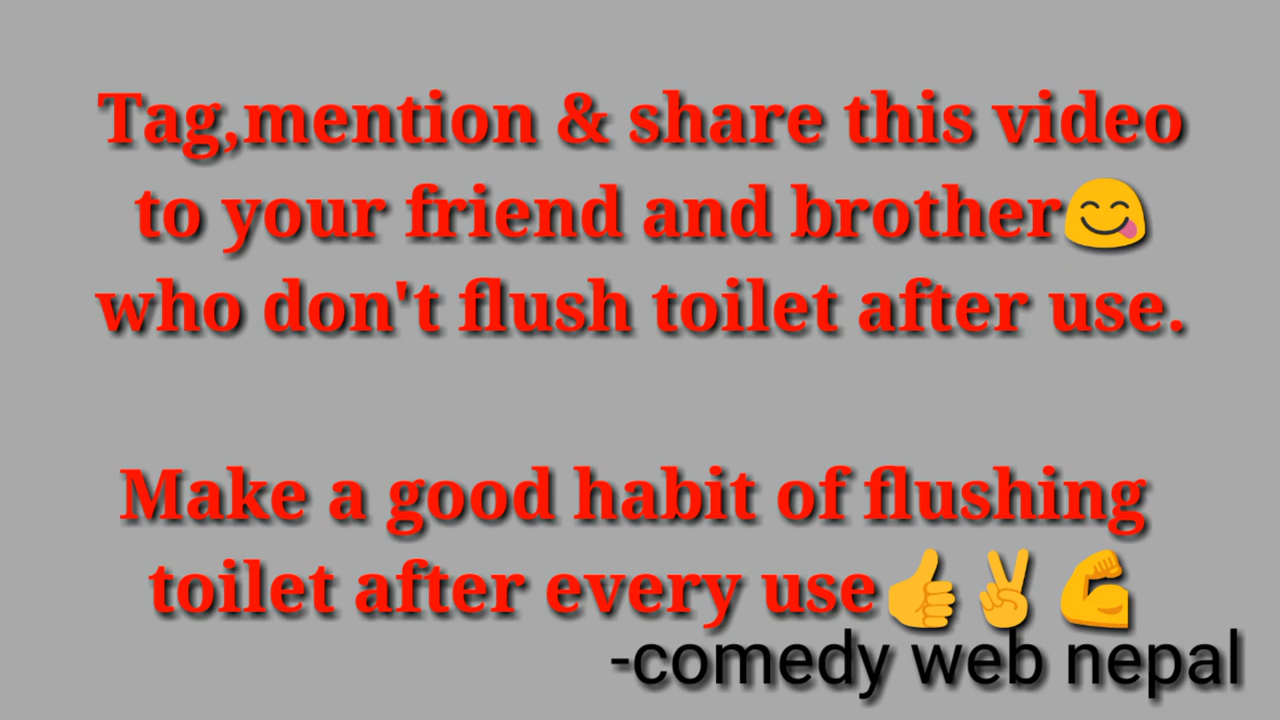 Tag,mention & share this video
to your friend and brother😋
who don't flush toilet after use.
Make a good habit of flushing
toilet after every use👍✌💪
-comedy web nepal